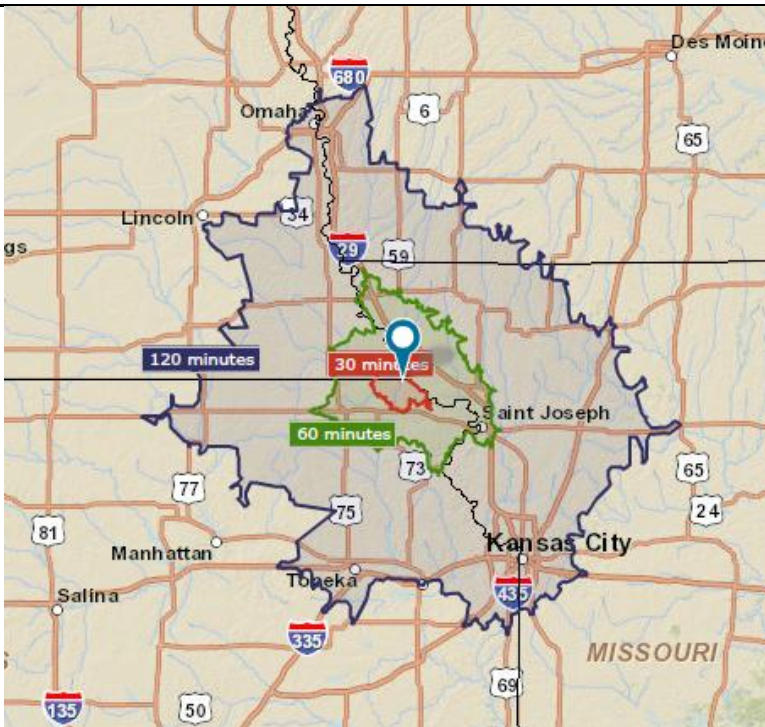 Des Moin
680
Omaha
6
65
Lincoln
34
gs
29
59
120 minutes
30 minutes
Saint Joseph
60 minutes
73
65
77
75
24
81
Manhattan
Kansas City
Topeka
Salina
435
335
MISSOURI
S
69
135
50